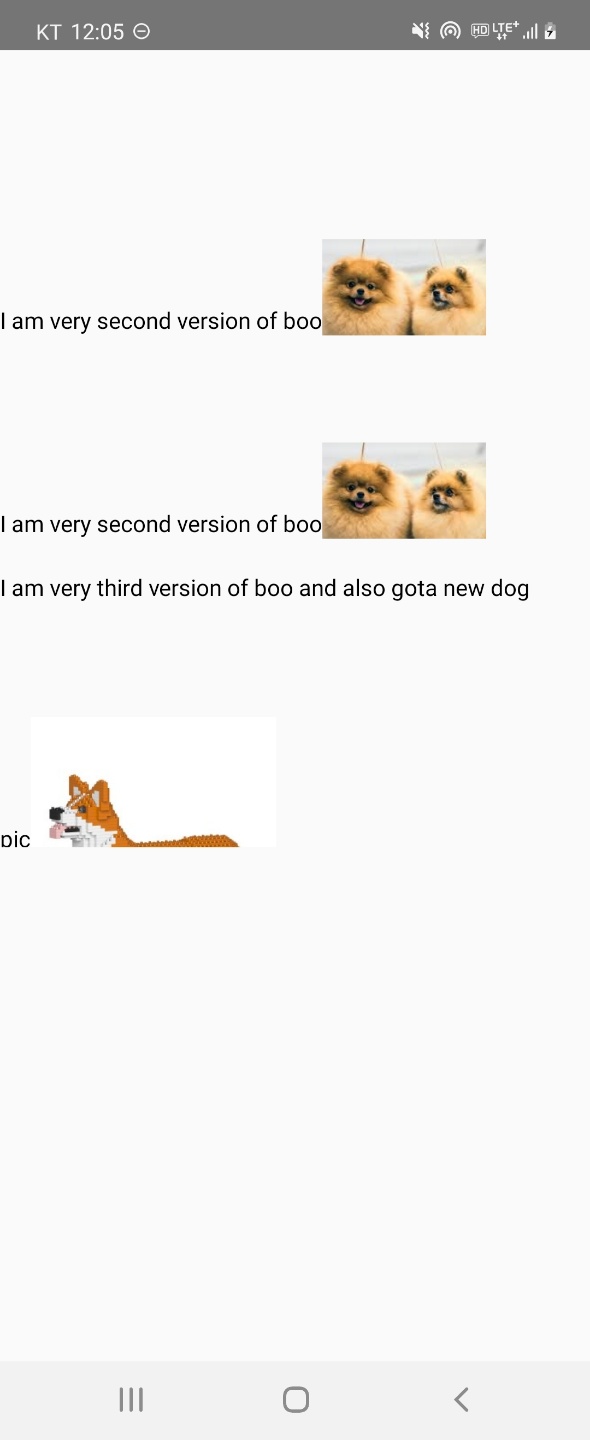 KT 12:05
HD LTE+
I am very second version of boo
I am very second version of boo
I am very third version of boo and also gota new dog
pic